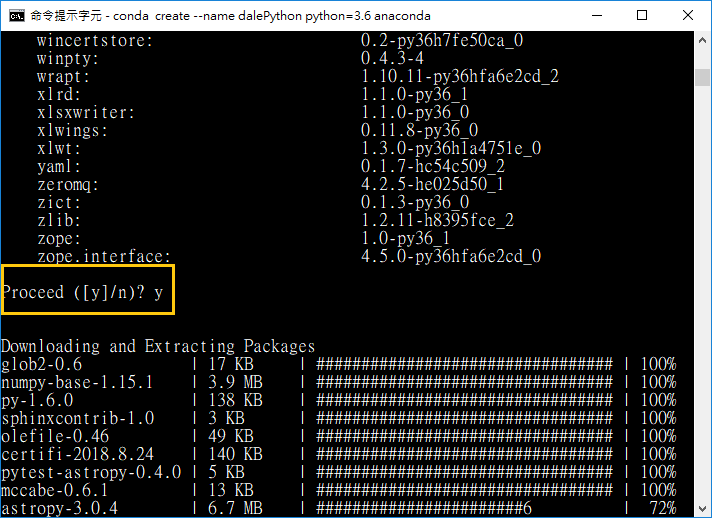 命令提示字元 - conda create --name dalePython python=3.6 anaconda
wincertstore: 0.2-py36h7fe50ca_0
winpty: 0.4.3-4
wrapt: 1.10.11-py36hfa6e2cd_2
xlrd: 1.1.0-py36_1
xlsxwriter: 1.1.0-py36_0
xlwings: 0.11.8-py36_0
xlwt: 1.3.0-py36h1a4751e_0
yaml: 0.1.7-hc54c509_2
zeromq: 4.2.5-he025d50_1
zict: 0.1.3-py36_0
zlib: 1.2.11-h8395fce_2
zope: 1.0-py36_1
zope.interface: 4.5.0-py36hfa6e2cd_0
Proceed ([y]/n)? y
Downloading and Extracting Packages
glob2-0.6 | 17 KB | ################################# | 100%
numpy-base-1.15.1 | 3.9 MB | ################################# | 100%
py-1.6.0 | 138 KB | ################################# | 100%
sphinxcontrib-1.0 | 3 KB | ################################# | 100%
olefile-0.46 | 49 KB | ################################# | 100%
certifi-2018.8.24 | 140 KB | ################################# | 100%
pytest-astropy-0.4.0 | 5 KB | ################################# | 100%
mccabe-0.6.1 | 13 KB | ################################# | 100%
astropy-3.0.4 | 6.7 MB | #######################6 | 72%